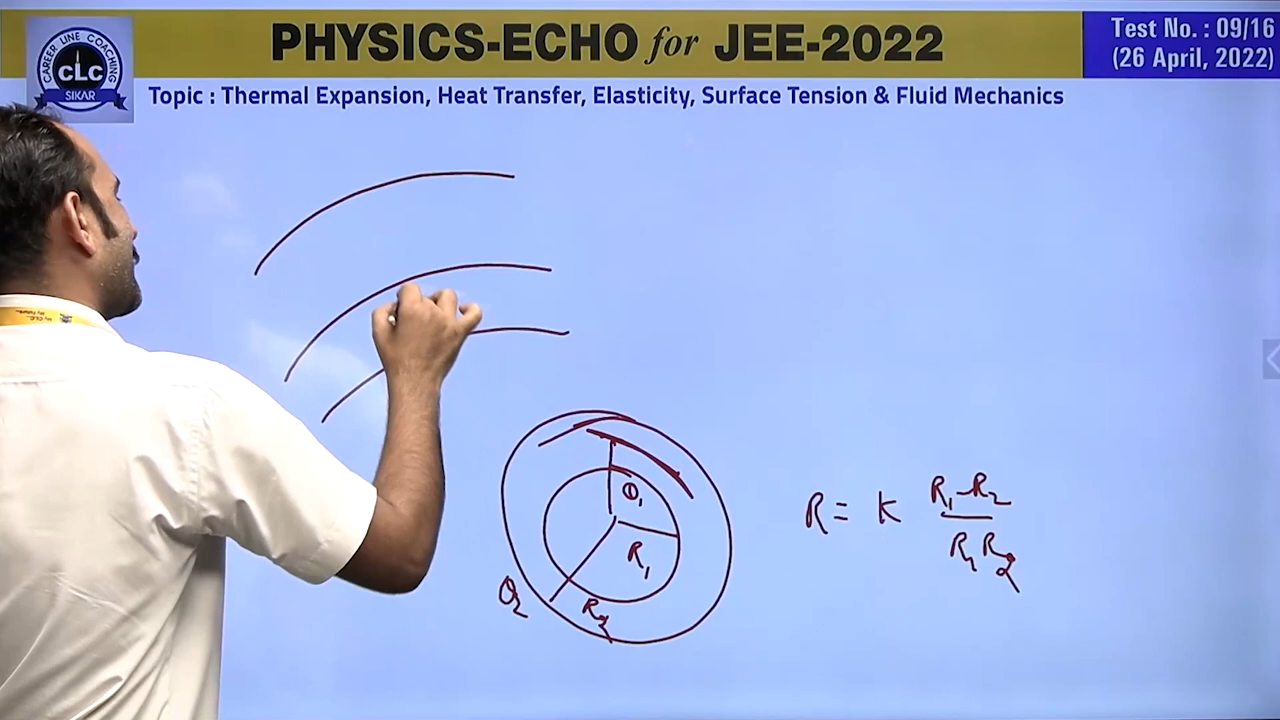 PHYSICS-ECHO for JEE-2022
Test No. : 09/16
(26 April, 2022)
CAREER LINE COACHING
CLC
SIKAR
Topic : Thermal Expansion, Heat Transfer, Elasticity, Surface Tension & Fluid Mechanics
θ₁
R₁
θ₂
R₂
R = K (R₁-R₂)/(R₁R₂)